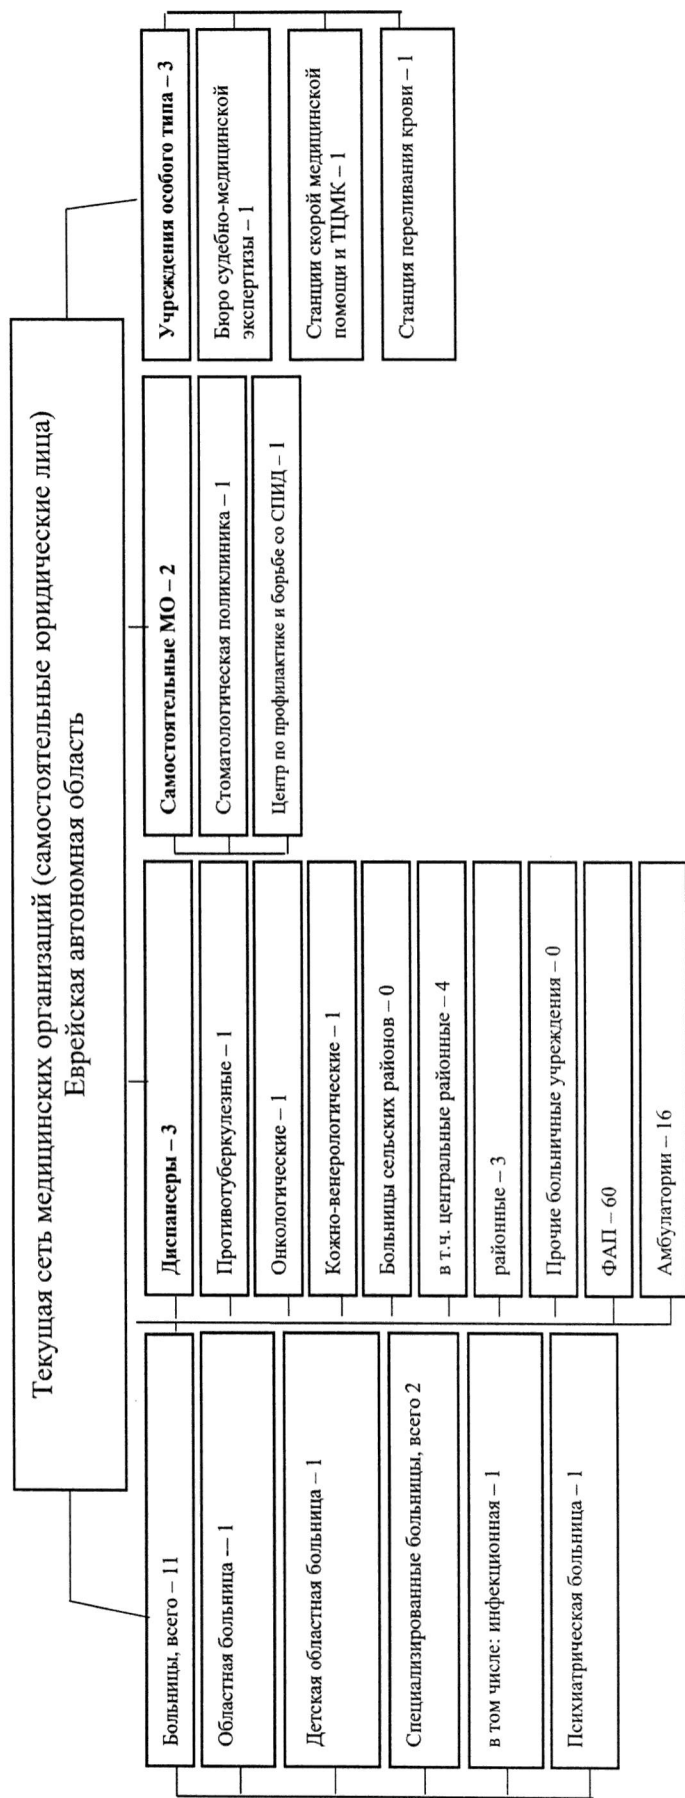 Текущая сеть медицинских организаций (самостоятельные юридические лица)
Еврейская автономная область
Больницы, всего – 11
Областная больница –- 1
Детская областная больница – 1
Специализированные больницы, всего 2
в том числе: инфекционная – 1
Психиатрическая больница – 1
Диспансеры – 3
Противотуберкулезные – 1
Онкологические – 1
Кожно-венерологические – 1
Больницы сельских районов – 0
в т.ч. центральные районные – 4
районные – 3
Прочие больничные учреждения – 0
ФАП – 60
Амбулатории – 16
Самостоятельные МО – 2
Стоматологическая поликлиника – 1
Центр по профилактике и борьбе со СПИД – 1
Учреждения особого типа – 3
Бюро судебно-медицинской
экспертизы – 1
Станции скорой медицинской
помощи и ТЦМК – 1
Станция переливания крови – 1